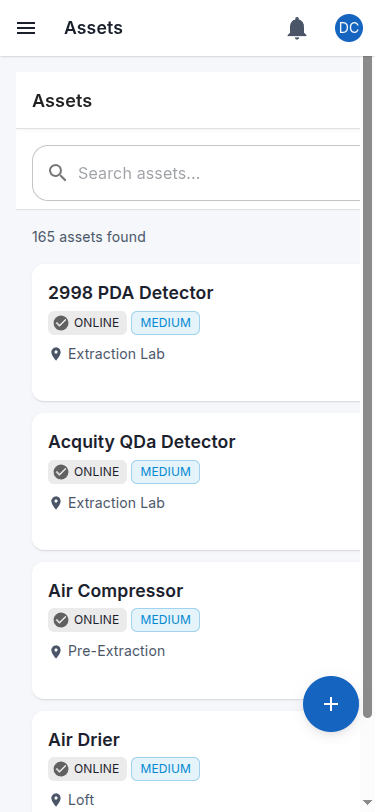 Assets
DC
Assets
Search assets...
165 assets found
2998 PDA Detector
ONLINE MEDIUM
Extraction Lab
Acquity QDa Detector
ONLINE MEDIUM
Extraction Lab
Air Compressor
ONLINE MEDIUM
Pre-Extraction
Air Drier
ONLINE MEDIUM
Loft